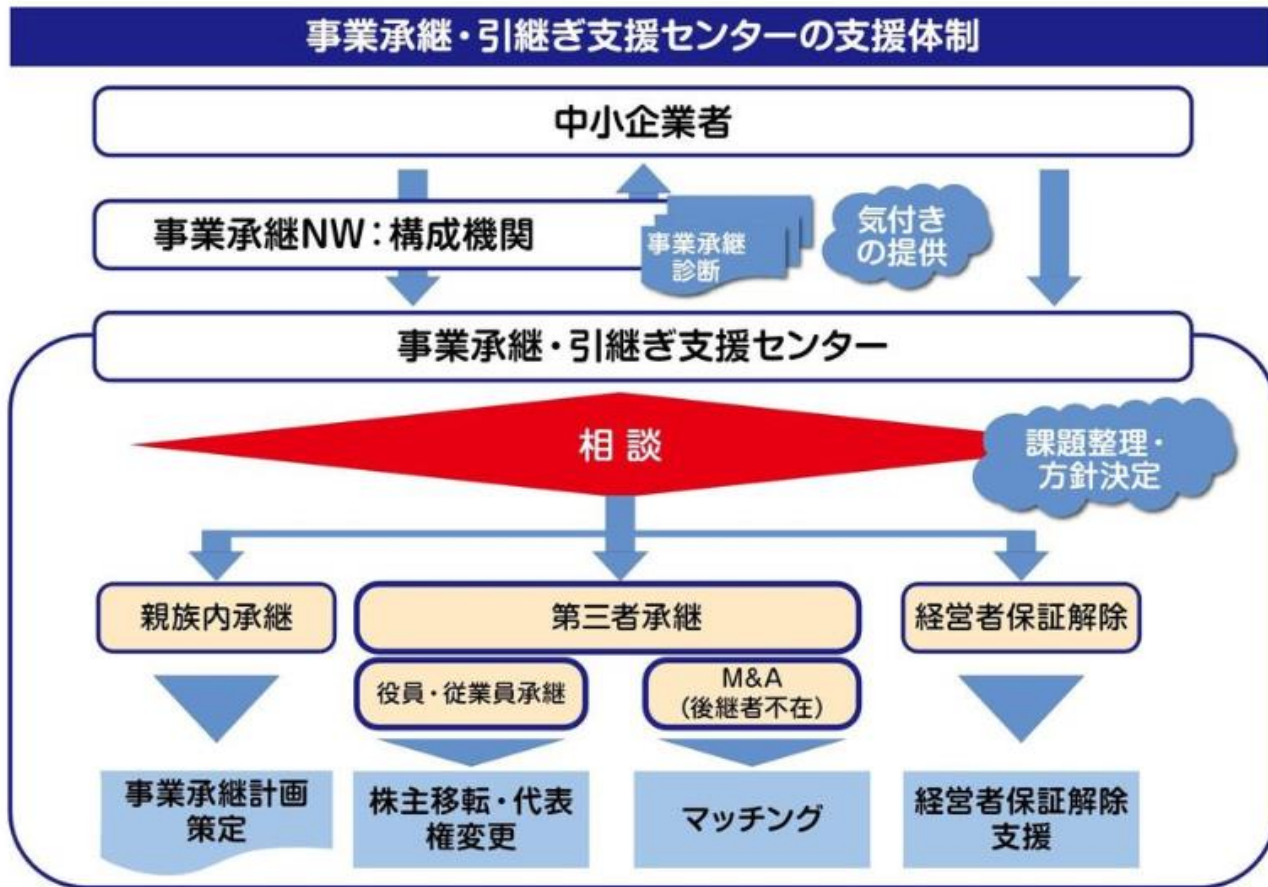 事業承継・引継ぎ支援センターの支援体制
中小企業者
事業承継NW：構成機関
事業承継
診断
気付き
の提供
事業承継・引継ぎ支援センター
相談
課題整理・
方針決定
親族内承継
第三者承継
経営者保証解除
役員・従業員承継
M&A
(後継者不在)
事業承継計画
策定
株主移転・代表
権変更
マッチング
経営者保証解除
支援